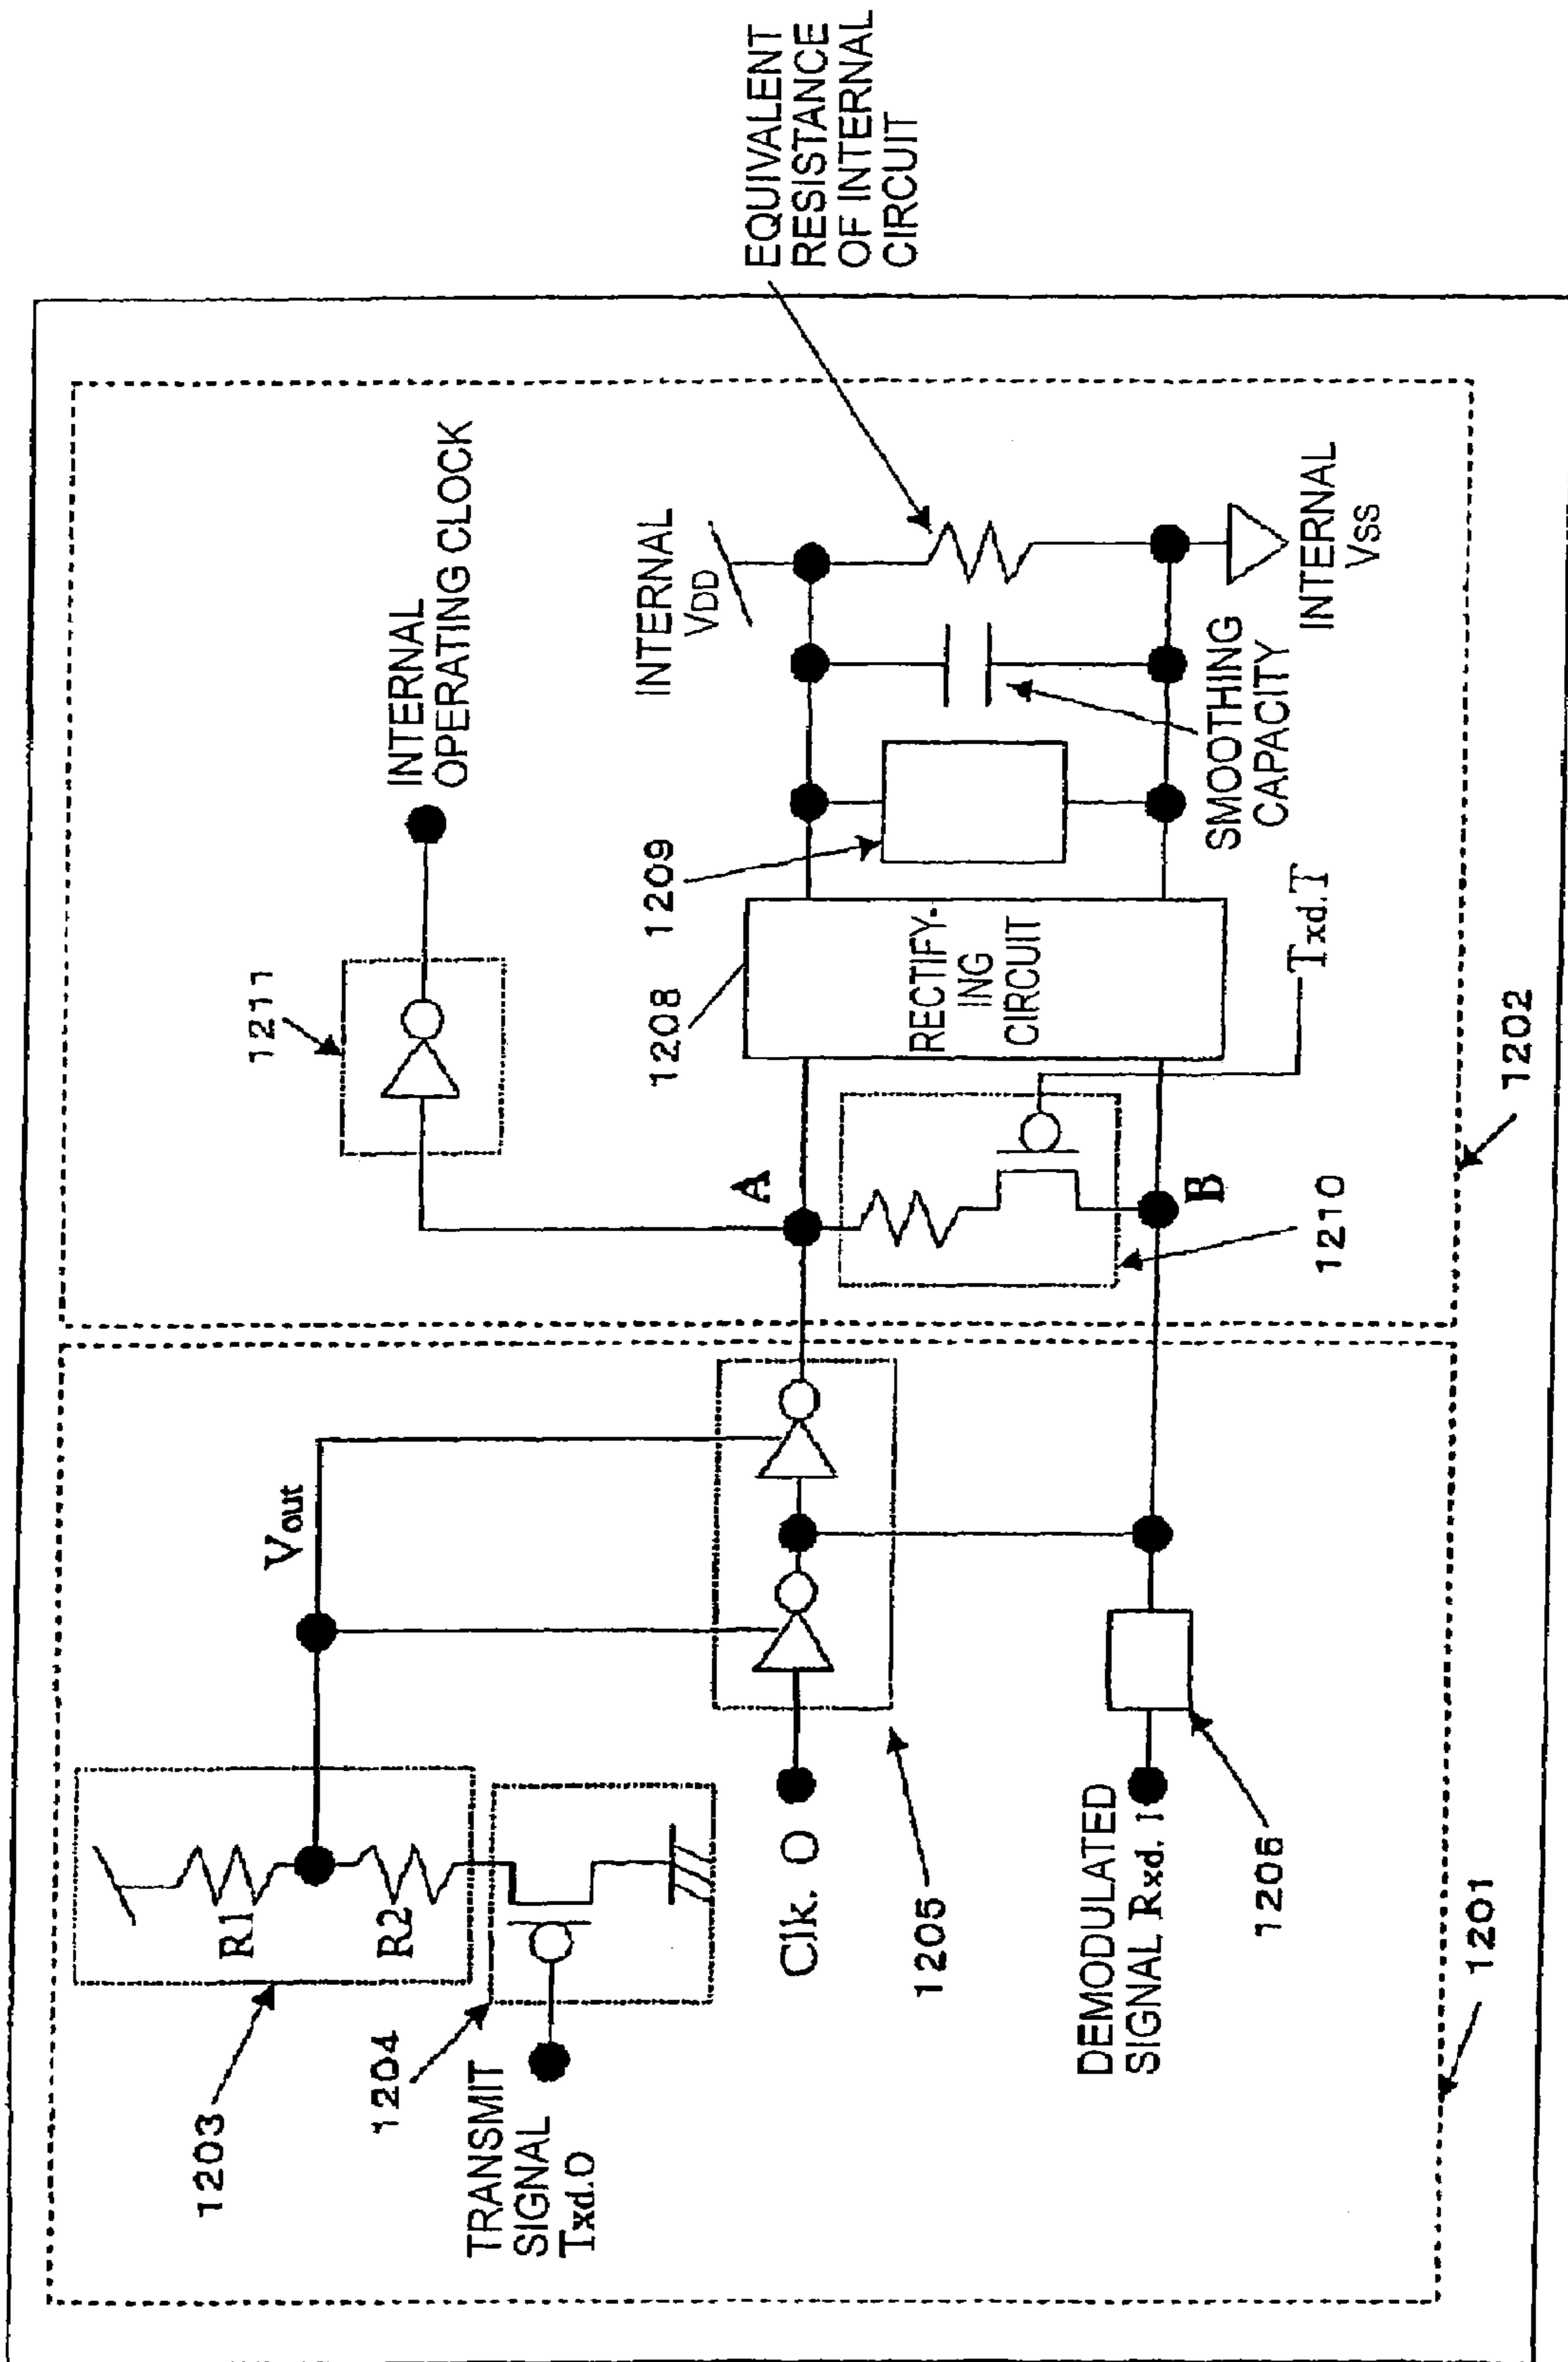 1203
R1
R2
Vout
1204
TRANSMIT
SIGNAL
Txd.O
Clk. O
1205
DEMODULATED
SIGNAL Rxd. I
1206
1201
1211
INTERNAL
OPERATING CLOCK
A
B
1210
1208
RECTIFY-
ING
CIRCUIT
1209
Txd.T
INTERNAL
VDD
SMOOTHING
CAPACITY
INTERNAL
VSS
1202
EQUIVALENT
RESISTANCE
OF INTERNAL
CIRCUIT